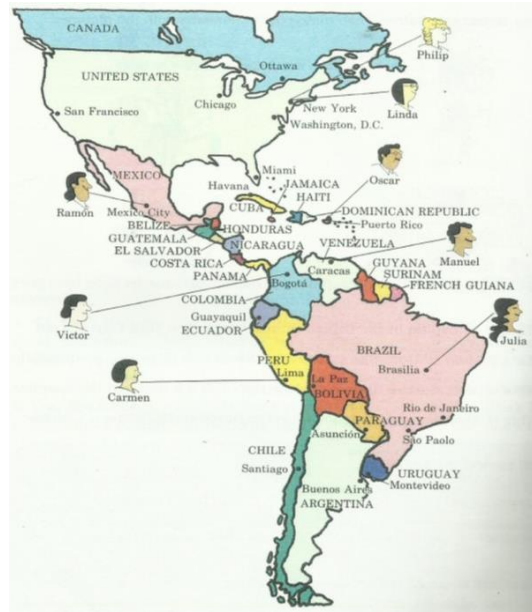 CANADA
Philip
Ottawa
UNITED STATES
Chicago
New York
Linda
San Francisco
Washington, D.C.
Miami
MEXICO
Havana
JAMAICA
Oscar
CUBA
HAITI
Ramón
Mexico City
DOMINICAN REPUBLIC
BELIZE
HONDURAS
Puerto Rico
GUATEMALA
NICARAGUA
VENEZUELA
EL SALVADOR
COSTA RICA
Caracas
GUYANA
Manuel
PANAMA
SURINAM
Bogotá
FRENCH GUIANA
COLOMBIA
Victor
Guayaquil
ECUADOR
Julia
BRAZIL
PERU
Lima
La Paz
Brasilia
BOLIVIA
Carmen
Rio de Janeiro
PARAGUAY
Asunción
São Paolo
CHILE
Santiago
URUGUAY
Buenos Aires
Montevideo
ARGENTINA